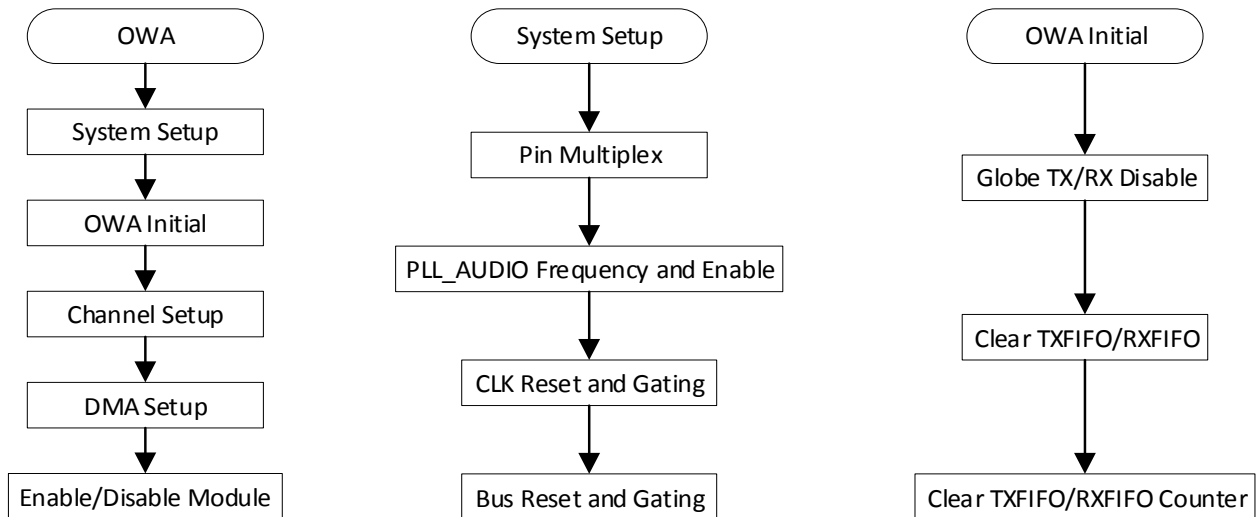 OWA
System Setup
OWA Initial
Channel Setup
DMA Setup
Enable/Disable Module
System Setup
Pin Multiplex
PLL_AUDIO Frequency and Enable
CLK Reset and Gating
Bus Reset and Gating
OWA Initial
Globe TX/RX Disable
Clear TXFIFO/RXFIFO
Clear TXFIFO/RXFIFO Counter